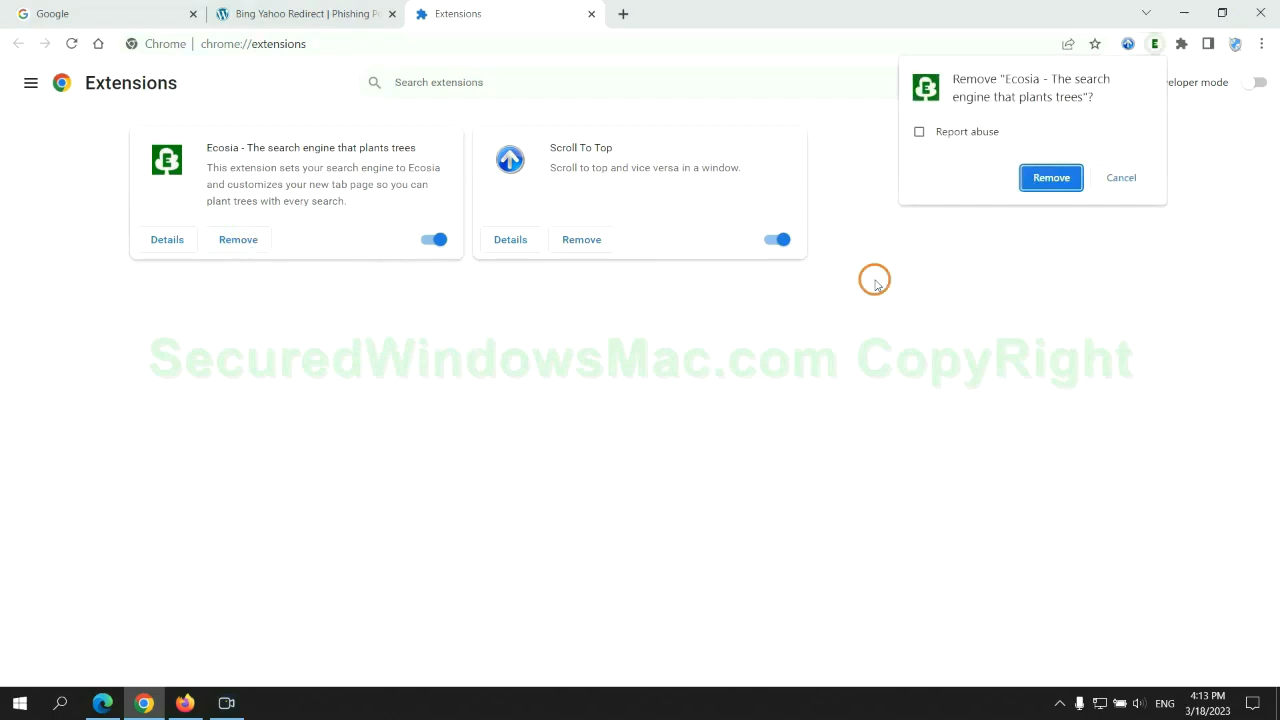 Google
Bing Yahoo Redirect | Phishing P
Extensions
Chrome
chrome://extensions
Extensions
Search extensions
veloper mode
Remove "Ecosia - The search
engine that plants trees"?
Report abuse
Remove
Cancel
Ecosia - The search engine that plants trees
This extension sets your search engine to Ecosia
and customizes your new tab page so you can
plant trees with every search.
Details
Remove
Scroll To Top
Scroll to top and vice versa in a window.
Details
Remove
SecuredWindowsMac.com CopyRight
ENG
4:13 PM
3/18/2023